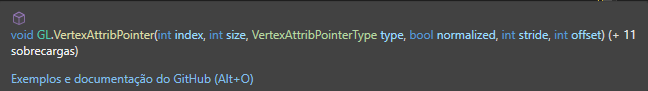 void GL.VertexAttribPointer(int index, int size, VertexAttribPointerType type, bool normalized, int stride, int offset) (+ 11
sobrecargas)
Exemplos e documentação do GitHub (Alt+O)